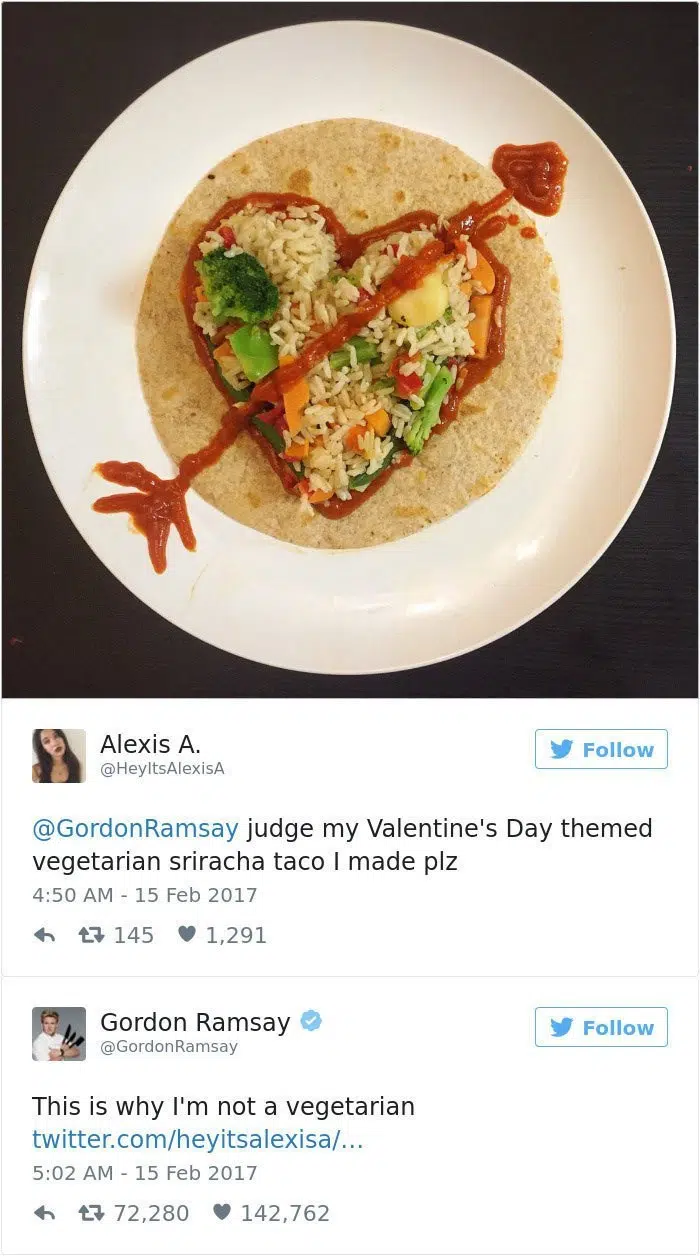 Alexis A.
@HeyItsAlexisA
Follow
@GordonRamsay judge my Valentine's Day themed
vegetarian sriracha taco I made plz
4:50 AM - 15 Feb 2017
145 1,291
Gordon Ramsay
@GordonRamsay
Follow
This is why I'm not a vegetarian
twitter.com/heyitsalexisa/…
5:02 AM - 15 Feb 2017
72,280 142,762